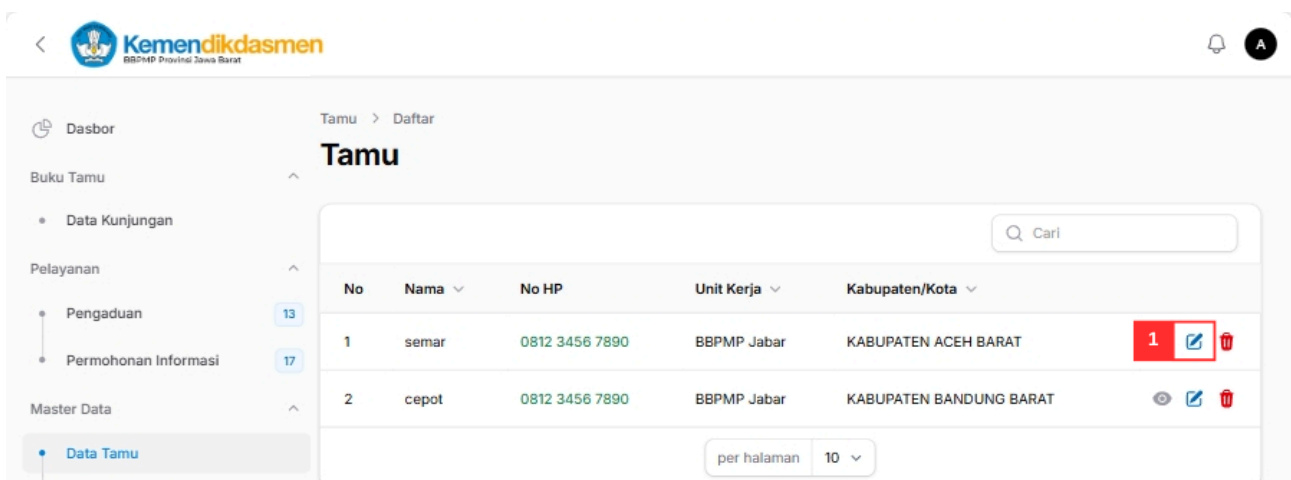 Kemendikdasmen
BBPMP Provinsi Jawa Barat
A
Dasbor
Buku Tamu
Data Kunjungan
Pelayanan
Pengaduan 13
Permohonan Informasi 17
Master Data
Data Tamu
Tamu > Daftar
Tamu
Cari
No Nama No HP Unit Kerja Kabupaten/Kota
1 semar 0812 3456 7890 BBPMP Jabar KABUPATEN ACEH BARAT 1
2 cepot 0812 3456 7890 BBPMP Jabar KABUPATEN BANDUNG BARAT
per halaman 10